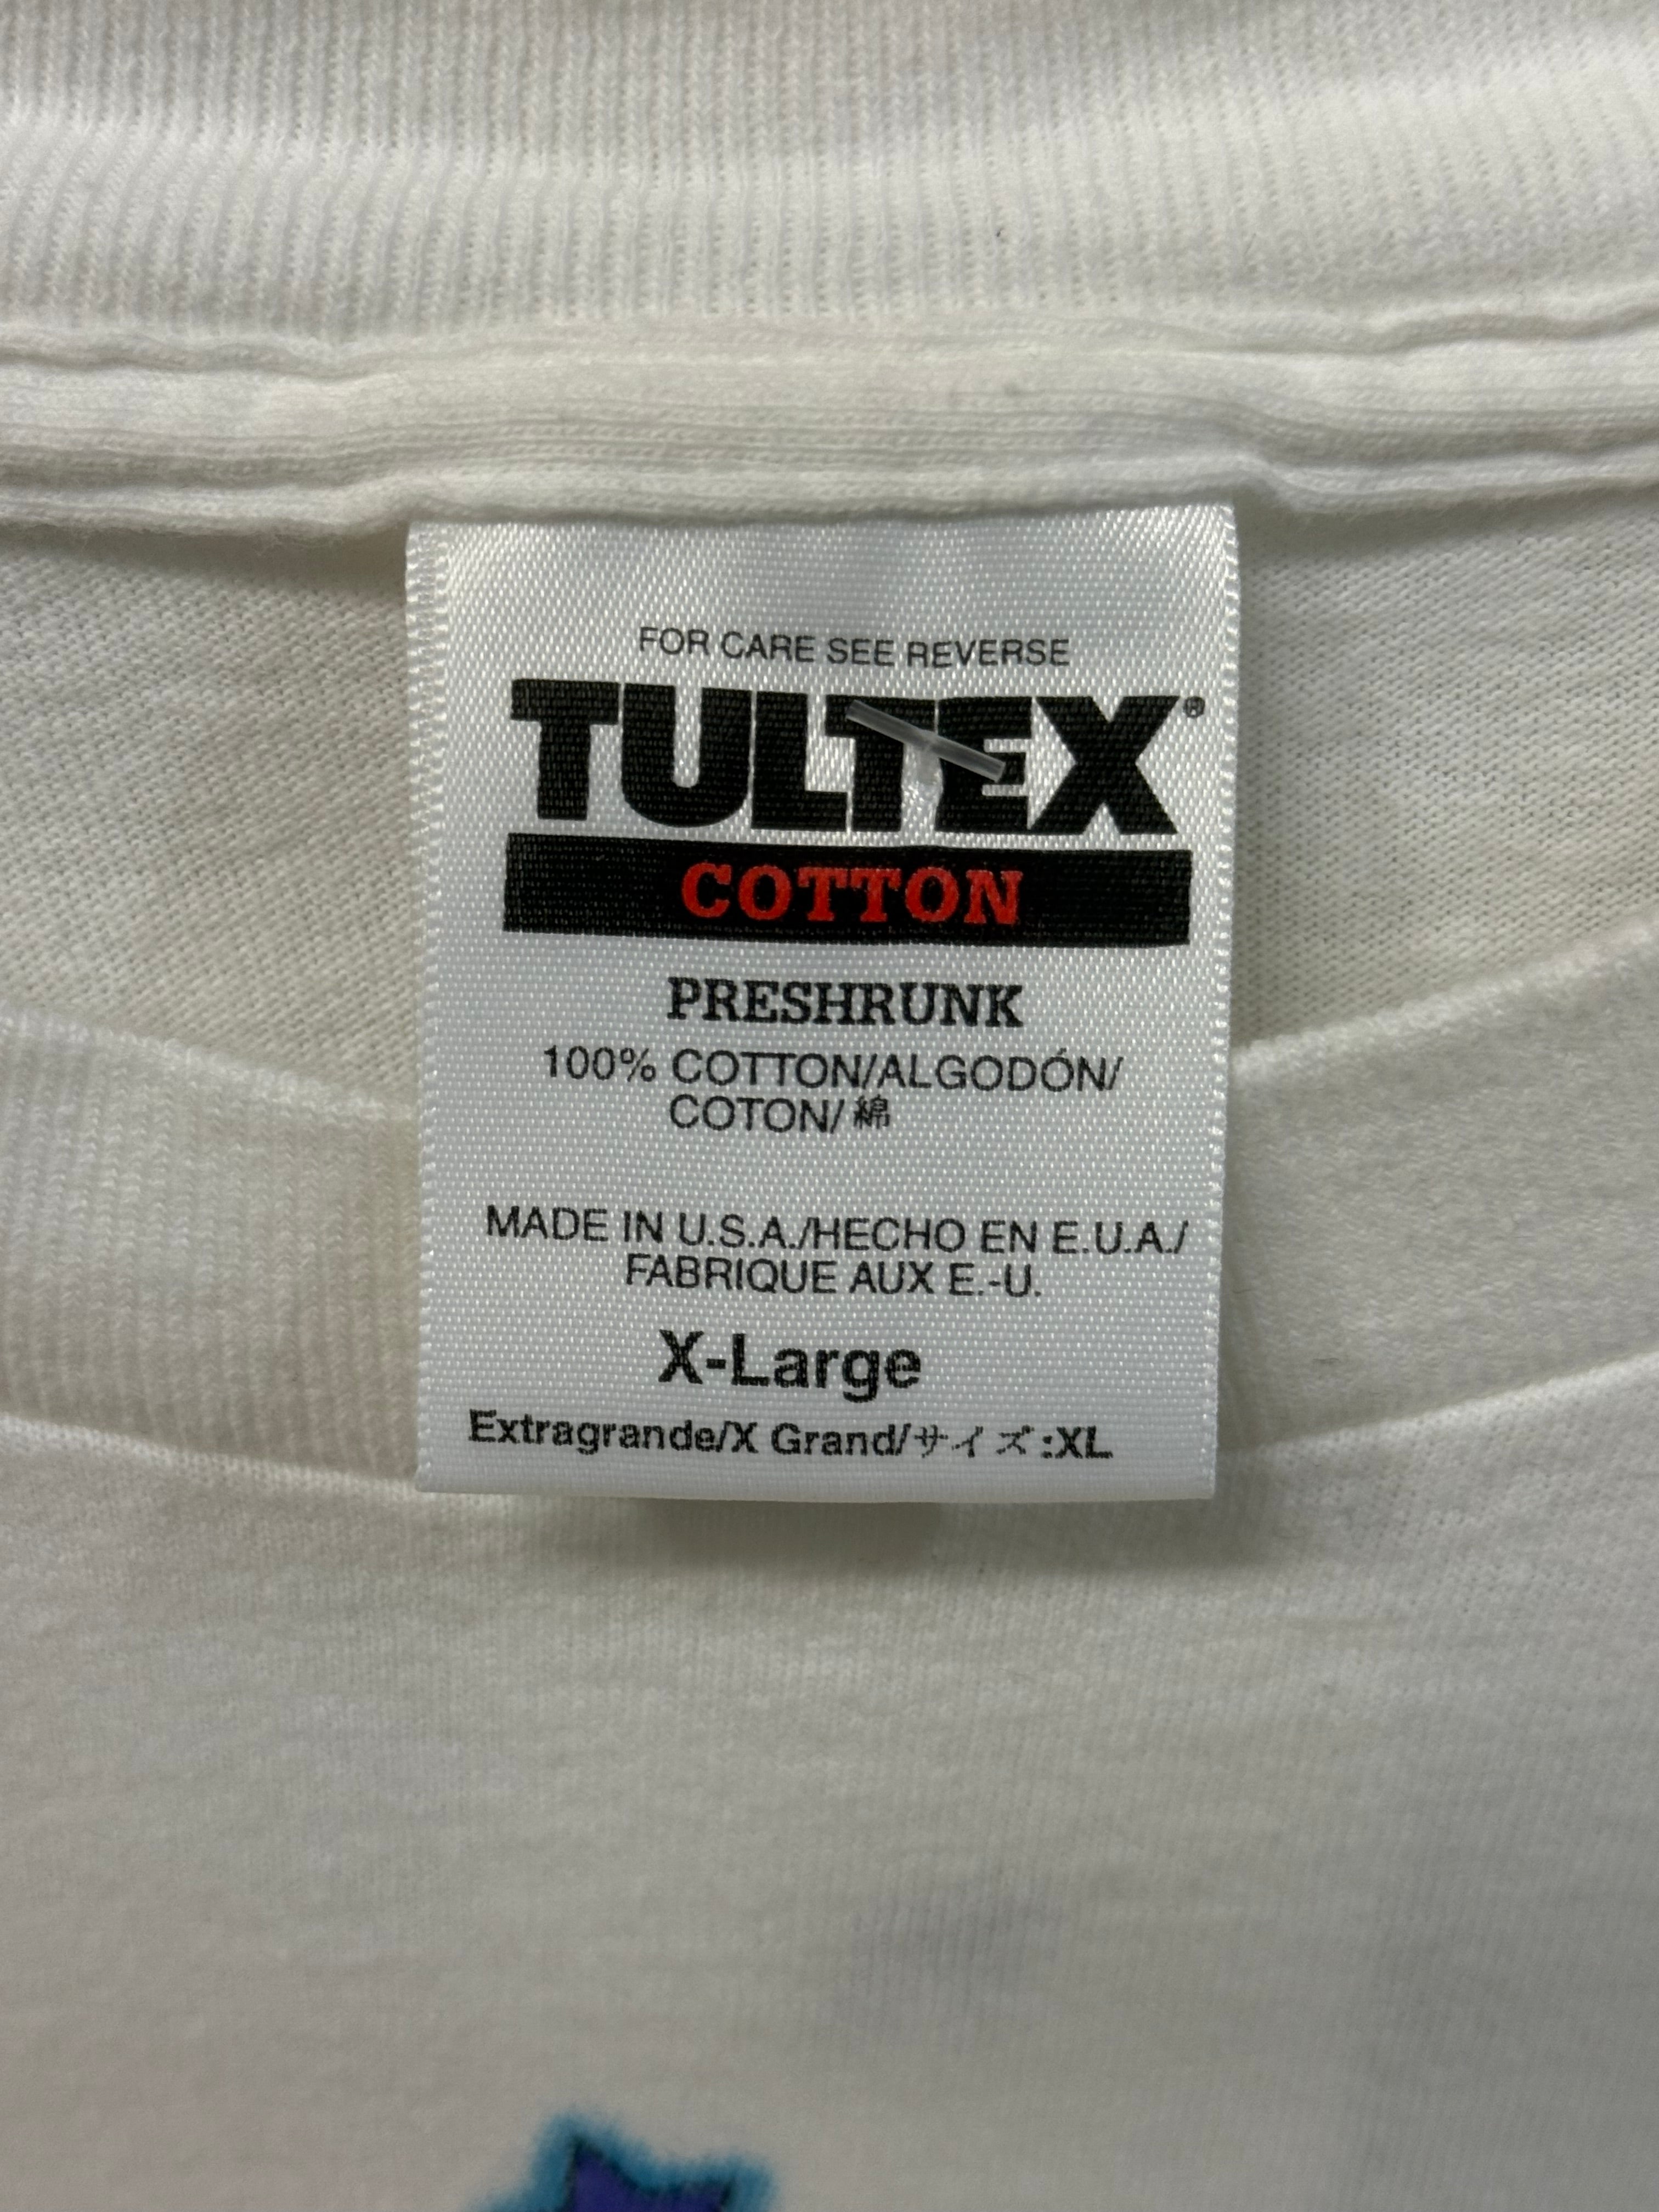 FOR CARE SEE REVERSE
TULTEX®
COTTON
PRESHRUNK
100% COTTON/ALGODÓN/
COTON/綿
MADE IN U.S.A./HECHO EN E.U.A./
FABRIQUE AUX E.-U.
X-Large
Extragrande/X Grand/サイズ:XL